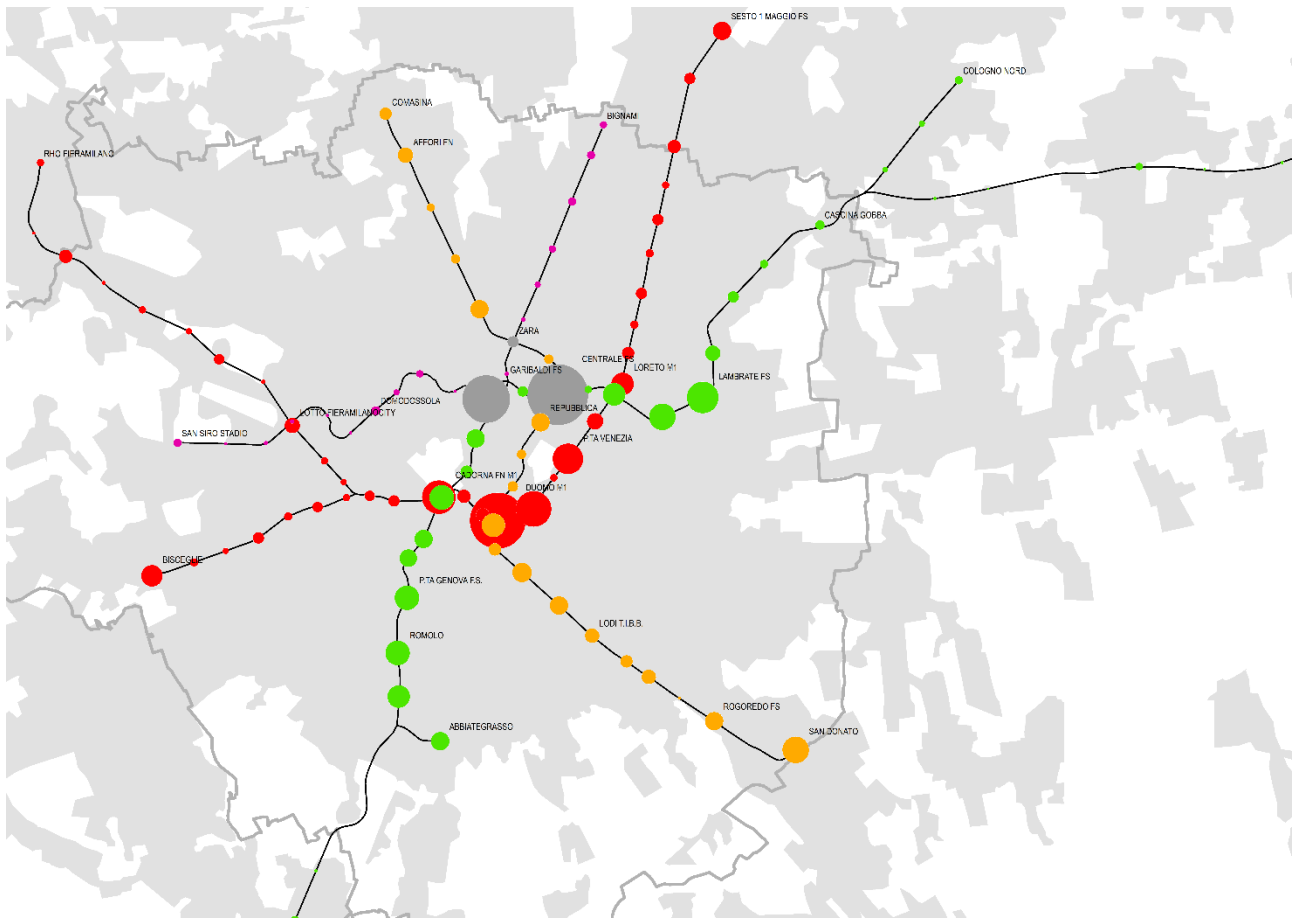 SESTO 1 MAGGIO FS
COLOGNO NORD
COMASINA
BIGNAMI
AFFORI FN
RHO FIERAMILANO
CASCINA GOBBA
ZARA
CENTRALE FS
GARIBALDI FS
LORETO M1
LAMBRATE FS
DOMODOSSOLA
REPUBBLICA
LOTTO FIERAMILANOCITY
SAN SIRO STADIO
P.TA VENEZIA
CADORNA FN M1
DUOMO M1
BISCEGLIE
P.TA GENOVA F.S.
LODI T.I.B.B.
ROMOLO
ROGOREDO FS
ABBIATEGRASSO
SAN DONATO